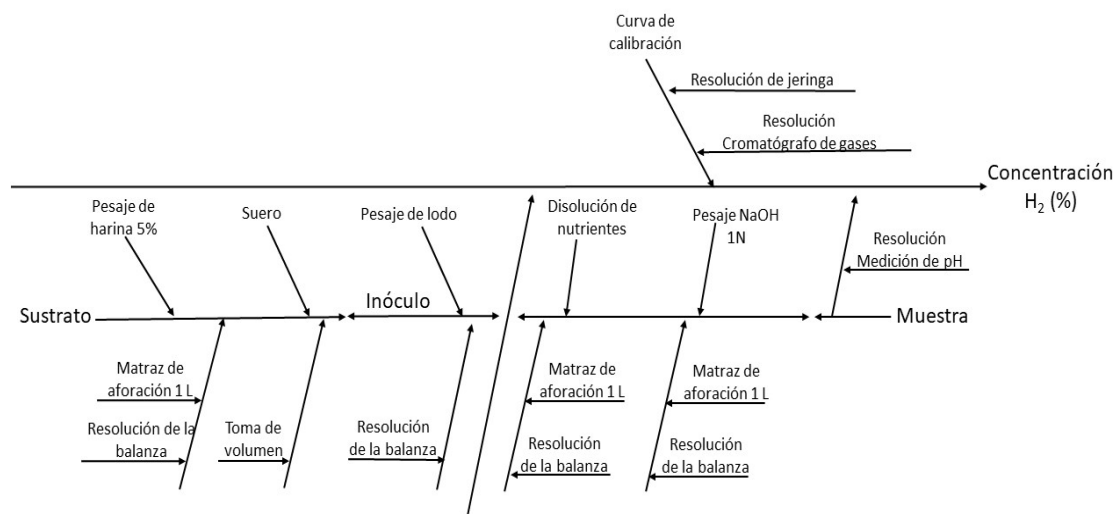 Curva de
calibración
Resolución de jeringa
Resolución
Cromatógrafo de gases
Concentración
H₂ (%)
Pesaje de
harina 5%
Suero
Pesaje de lodo
Disolución de
nutrientes
Pesaje NaOH
1N
Resolución
Medición de pH
Sustrato
Inóculo
Muestra
Matraz de
aforación 1 L
Resolución de la
balanza
Toma de
volumen
Resolución
de la balanza
Matraz de
aforación 1 L
Resolución
de la balanza
Matraz de
aforación 1 L
Resolución
de la balanza